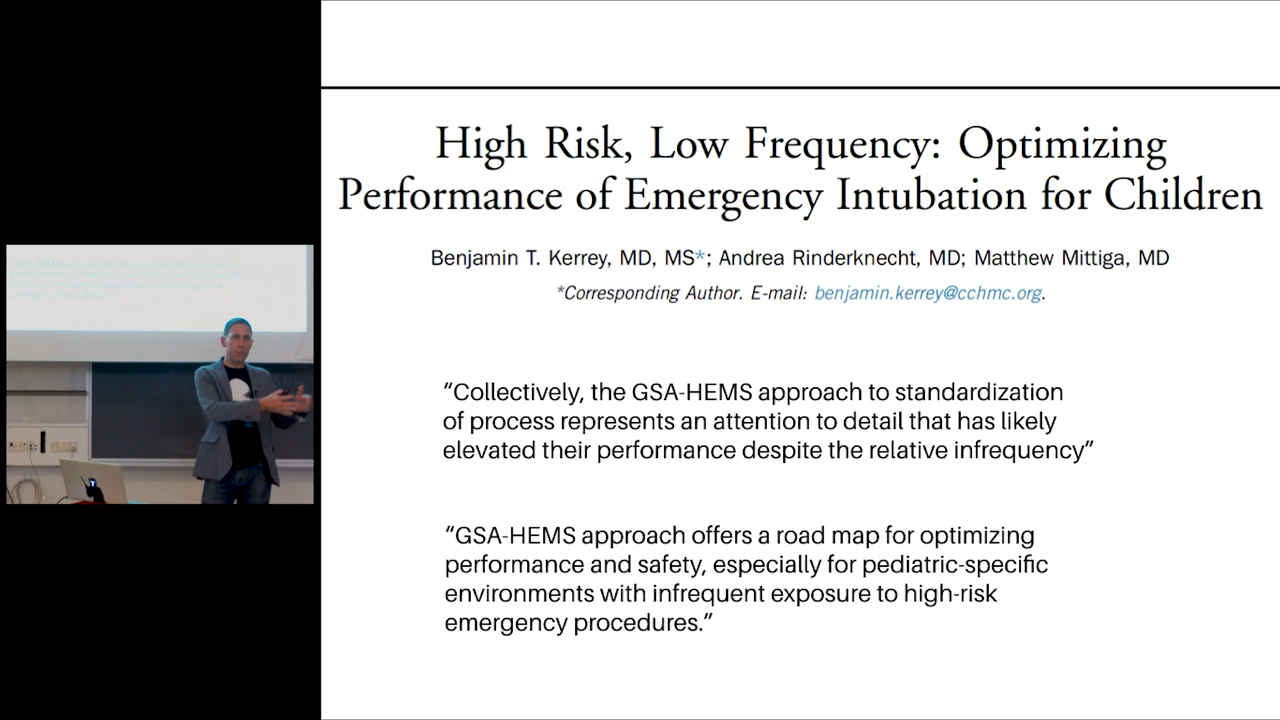 High Risk, Low Frequency: Optimizing
Performance of Emergency Intubation for Children
Benjamin T. Kerrey, MD, MS*; Andrea Rinderknecht, MD; Matthew Mittiga, MD
*Corresponding Author. E-mail: benjamin.kerrey@cchmc.org.
“Collectively, the GSA-HEMS approach to standardization
of process represents an attention to detail that has likely
elevated their performance despite the relative infrequency”
“GSA-HEMS approach offers a road map for optimizing
performance and safety, especially for pediatric-specific
environments with infrequent exposure to high-risk
emergency procedures.”